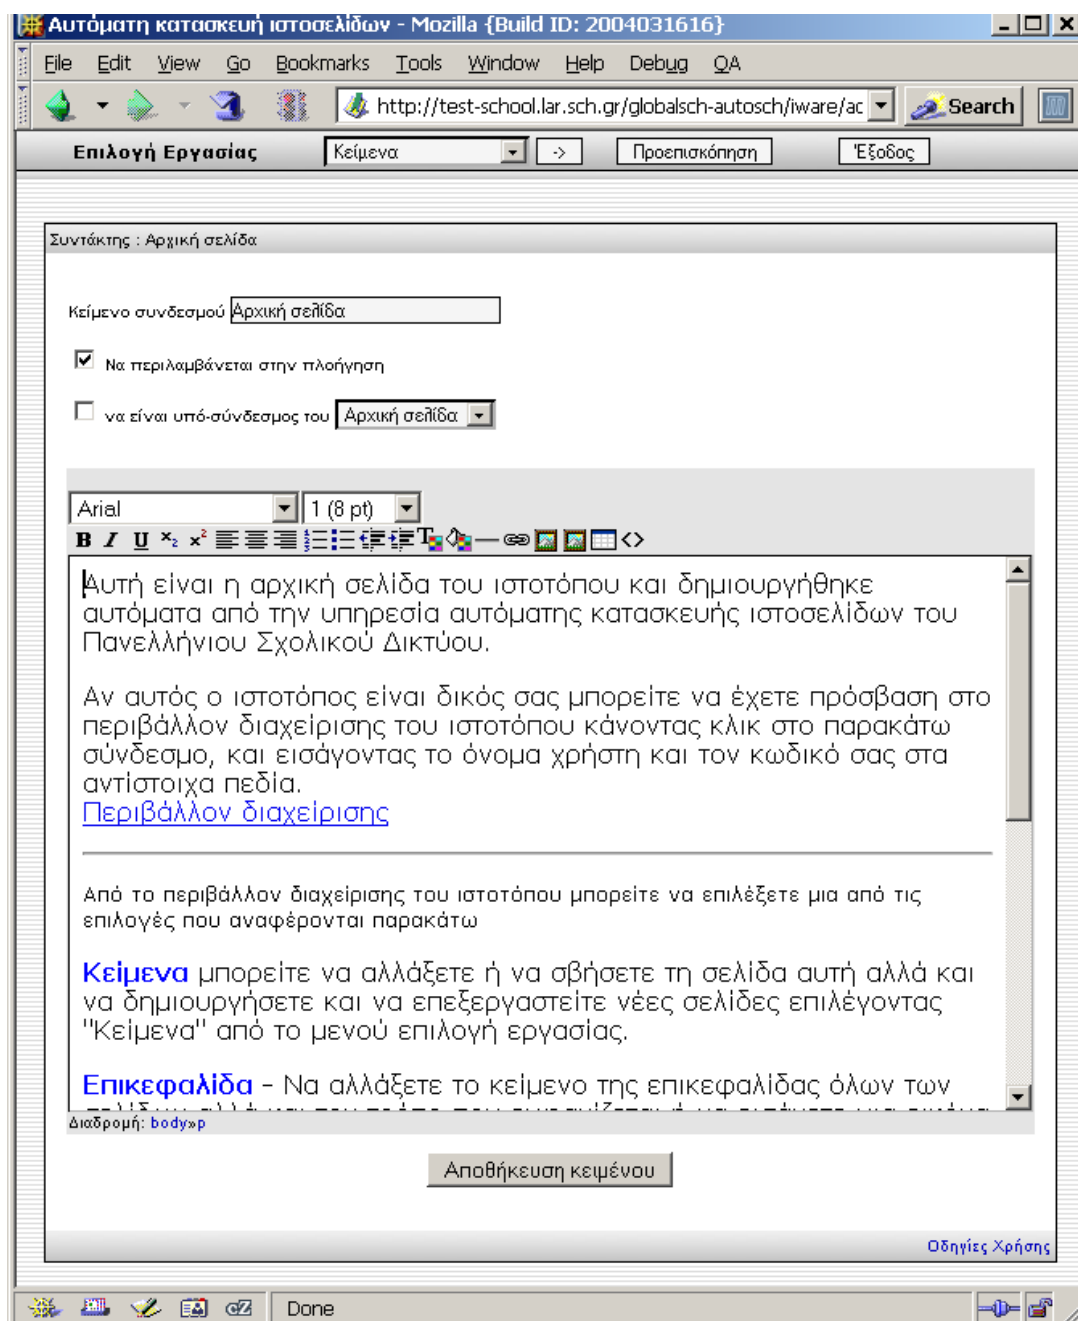 Αυτόματη κατασκευή ιστοσελίδων - Mozilla {Build ID: 2004031616}
File Edit View Go Bookmarks Tools Window Help Debug QA
http://test-school.lar.sch.gr/globalsch-autosch/iware/ac Search
Επιλογή Εργασίας Κείμενα -> Προεπισκόπηση Έξοδος
Συντάκτης : Αρχική σελίδα
Κείμενο συνδεσμού Αρχική σελίδα
Να περιλαμβάνεται στην πλοήγηση
να είναι υπό-σύνδεσμος του Αρχική σελίδα
Arial 1 (8 pt)
B I U x2 x2 T <>
Αυτή είναι η αρχική σελίδα του ιστοτόπου και δημιουργήθηκε
αυτόματα από την υπηρεσία αυτόματης κατασκευής ιστοσελίδων του
Πανελλήνιου Σχολικού Δικτύου.
Αν αυτός ο ιστοτόπος είναι δικός σας μπορείτε να έχετε πρόσβαση στο
περιβάλλον διαχείρισης του ιστοτόπου κάνοντας κλικ στο παρακάτω
σύνδεσμο, και εισάγοντας το όνομα χρήστη και τον κωδικό σας στα
αντίστοιχα πεδία.
Περιβάλλον διαχείρισης
Από το περιβάλλον διαχείρισης του ιστοτόπου μπορείτε να επιλέξετε μια από τις
επιλογές που αναφέρονται παρακάτω
Κείμενα μπορείτε να αλλάξετε ή να σβήσετε τη σελίδα αυτή αλλά και
να δημιουργήσετε και να επεξεργαστείτε νέες σελίδες επιλέγοντας
"Κείμενα" από το μενού επιλογή εργασίας.
Επικεφαλίδα - Να αλλάξετε το κείμενο της επικεφαλίδας όλων των
Διαδρομή: body»p
Αποθήκευση κειμένου
Οδηγίες Χρήσης
Done